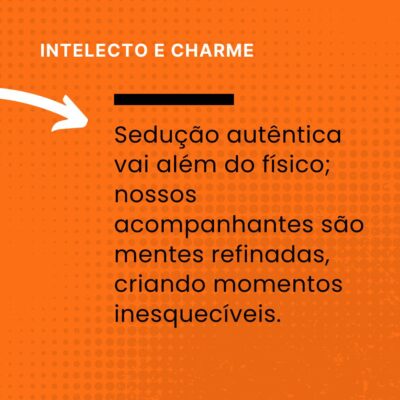 INTELECTO E CHARME
Sedução autêntica
vai além do físico;
nossos
acompanhantes são
mentes refinadas,
criando momentos
inesquecíveis.